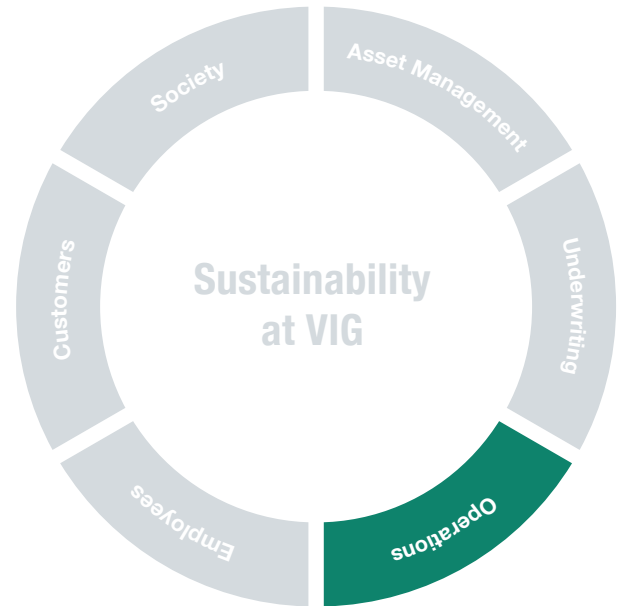 Society
Asset Management
Customers
Sustainability
at VIG
Underwriting
Employees
Operations